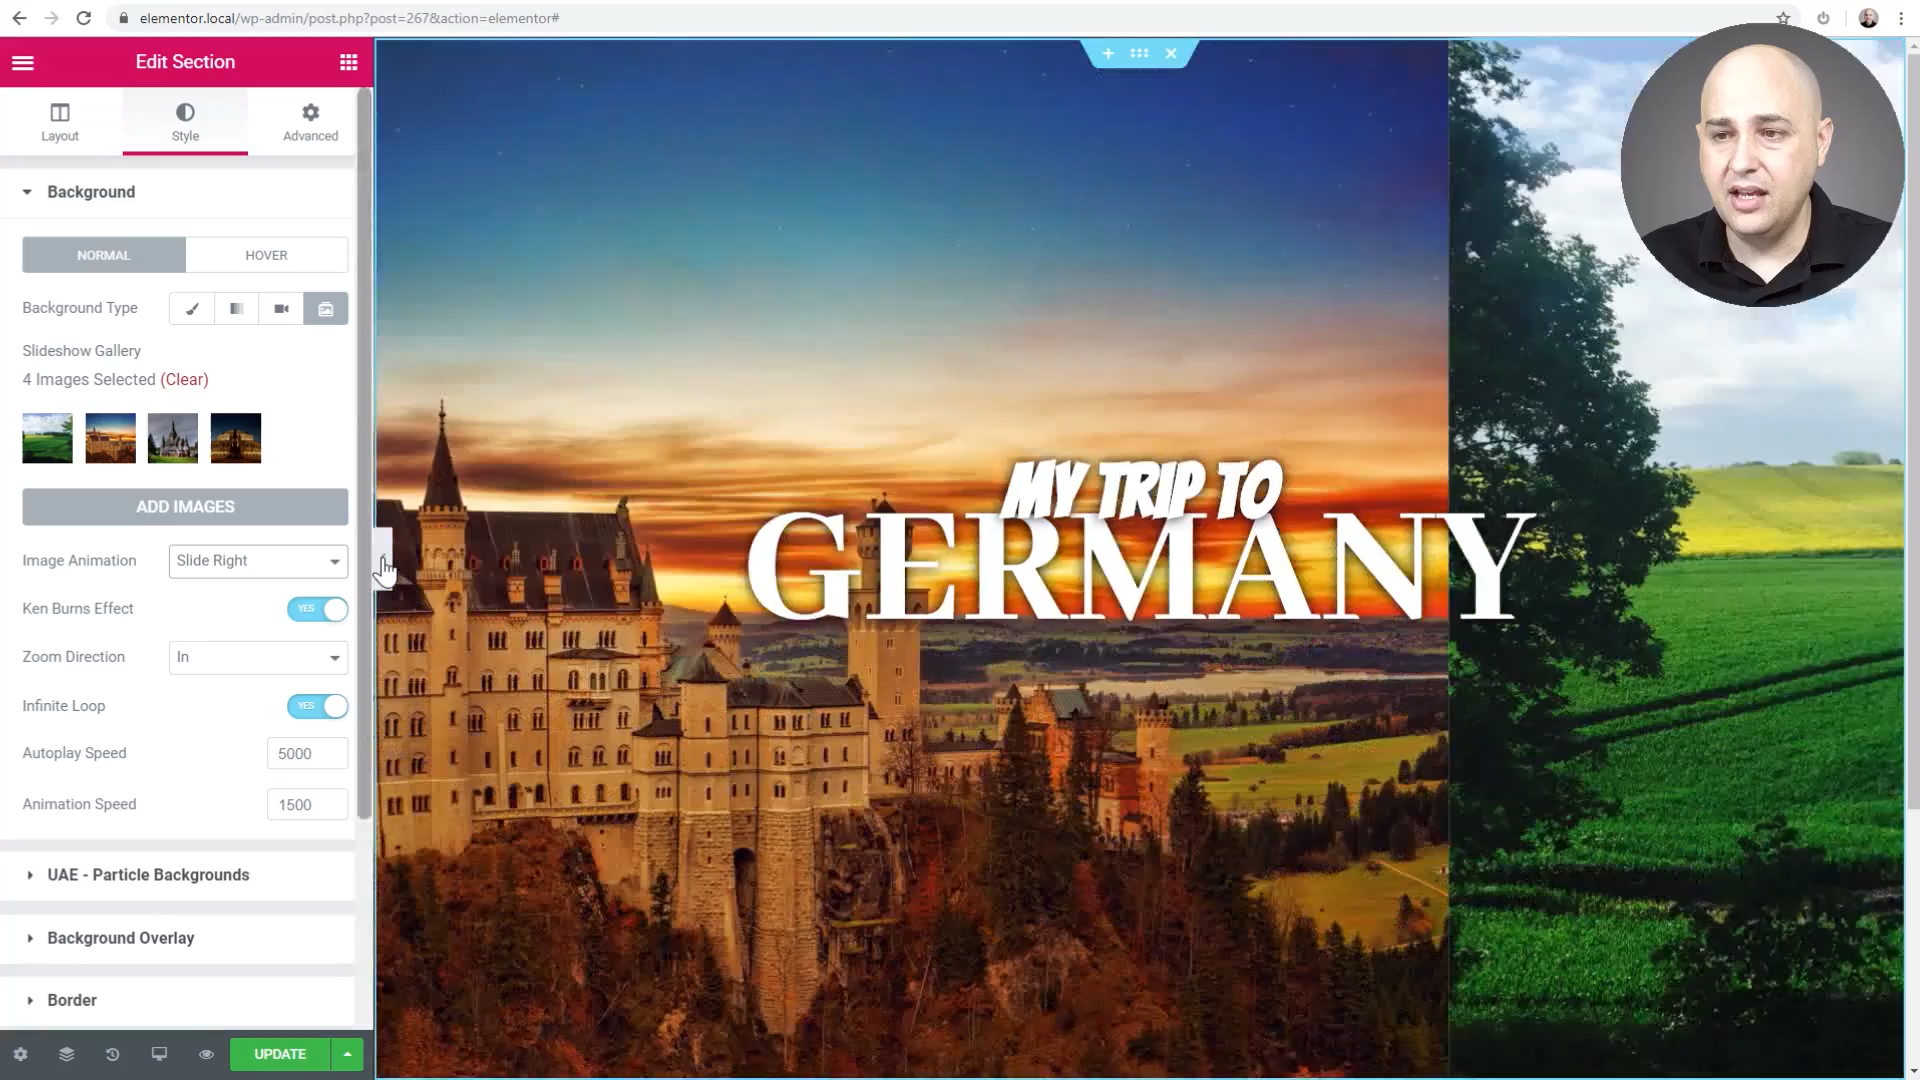 elementor.local/wp-admin/post.php?post=267&action=elementor#
Edit Section
Layout
Style
Advanced
Background
NORMAL
HOVER
Background Type
Slideshow Gallery
4 Images Selected (Clear)
ADD IMAGES
Image Animation
Slide Right
Ken Burns Effect
YES
Zoom Direction
In
Infinite Loop
YES
Autoplay Speed
5000
Animation Speed
1500
UAE - Particle Backgrounds
Background Overlay
Border
UPDATE
MY TRIP TO
GERMANY